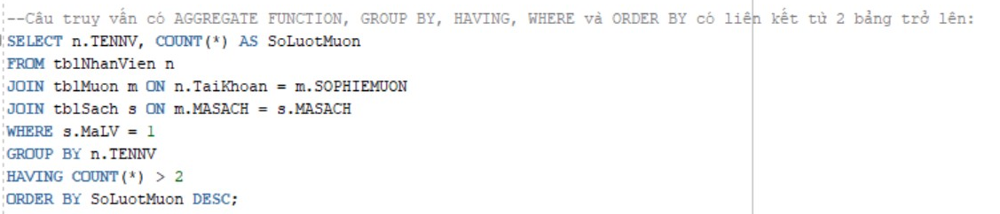 --Câu truy vấn có AGGREGATE FUNCTION, GROUP BY, HAVING, WHERE và ORDER BY có liên kết từ 2 bảng trở lên:
SELECT n.TENNV, COUNT(*) AS SoLuotMuon
FROM tblNhanVien n
JOIN tblMuon m ON n.TaiKhoan = m.SOPHIEMUON
JOIN tblSach s ON m.MASACH = s.MASACH
WHERE s.MaLV = 1
GROUP BY n.TENNV
HAVING COUNT(*) > 2
ORDER BY SoLuotMuon DESC;